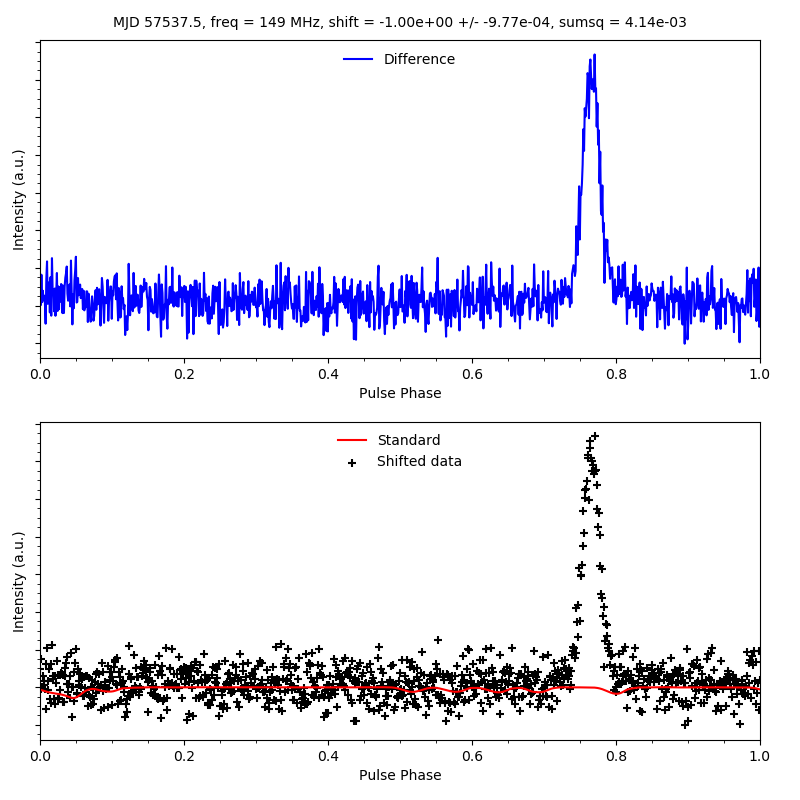 MJD 57537.5, freq = 149 MHz, shift = -1.00e+00 +/- -9.77e-04, sumsq = 4.14e-03
Difference
Intensity (a.u.)
0.0 0.2 0.4 0.6 0.8 1.0
Pulse Phase
Standard
Shifted data
Intensity (a.u.)
0.0 0.2 0.4 0.6 0.8 1.0
Pulse Phase